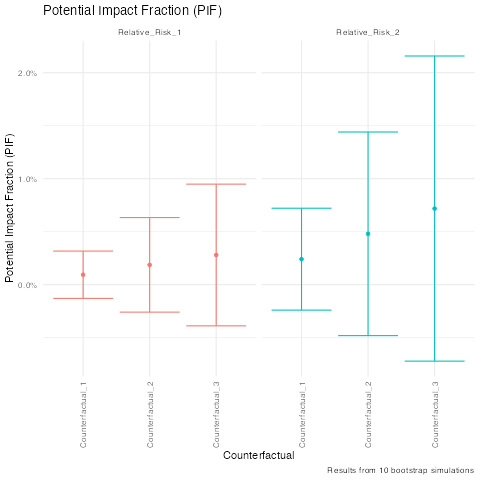 Potential Impact Fraction (PIF)
Relative_Risk_1
Relative_Risk_2
Potential Impact Fraction (PIF)
2.0%
1.0%
0.0%
Counterfactual_1
Counterfactual_2
Counterfactual_3
Counterfactual_1
Counterfactual_2
Counterfactual_3
Counterfactual
Results from 10 bootstrap simulations